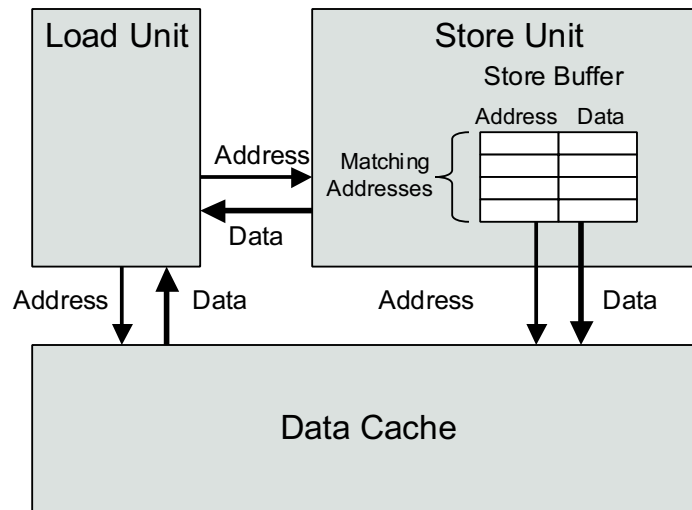 Load Unit
Store Unit
Store Buffer
Address Data
Matching
Addresses
Address
Data
Address
Data
Address
Data
Data Cache